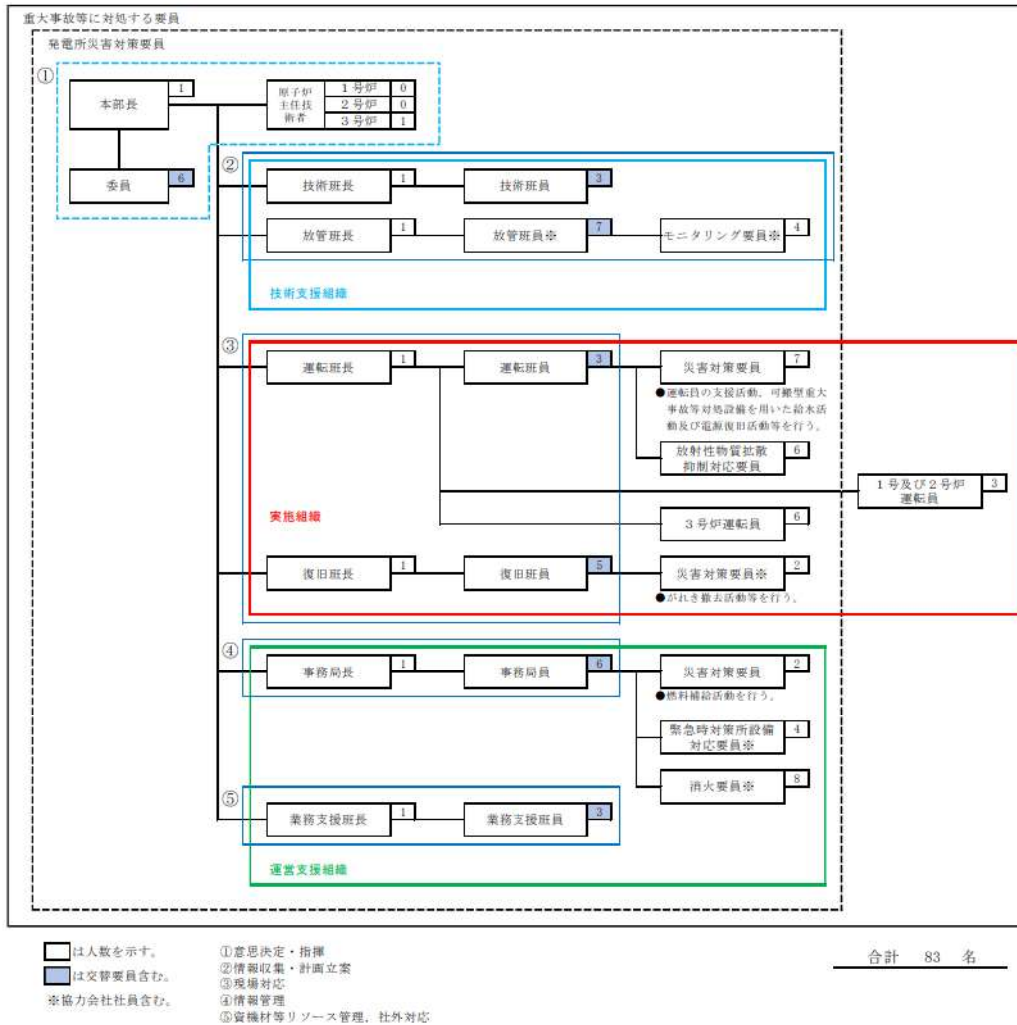 重大事故等に対処する要員
発電所災害対策要員
①
本部長
1
原子炉
主任技
術者
1号炉 0
2号炉 0
3号炉 1
委員
6
②
技術班長
1
技術班員
3
放管班長
1
放管班員※
7
モニタリング要員※
4
技術支援組織
③
運転班長
1
運転班員
3
災害対策要員
7
●運転員の支援活動、可搬型重大
事故等対処設備を用いた給水活
動及び電源復旧活動等を行う。
放射性物質拡散
抑制対応要員
6
1号及び2号炉
運転員
3
実施組織
3号炉運転員
6
復旧班長
1
復旧班員
5
災害対策要員※
2
●がれき撤去活動等を行う。
④
事務局長
1
事務局員
6
災害対策要員
2
●燃料補給活動を行う。
緊急時対策所設備
対応要員※
4
消火要員※
8
⑤
業務支援班長
1
業務支援班員
3
運営支援組織
は人数を示す。
は交替要員含む。
※協力会社社員含む。
①意思決定・指揮
②情報収集・計画立案
③現場対応
④情報管理
⑤資機材等リソース管理、社外対応
合計 83 名